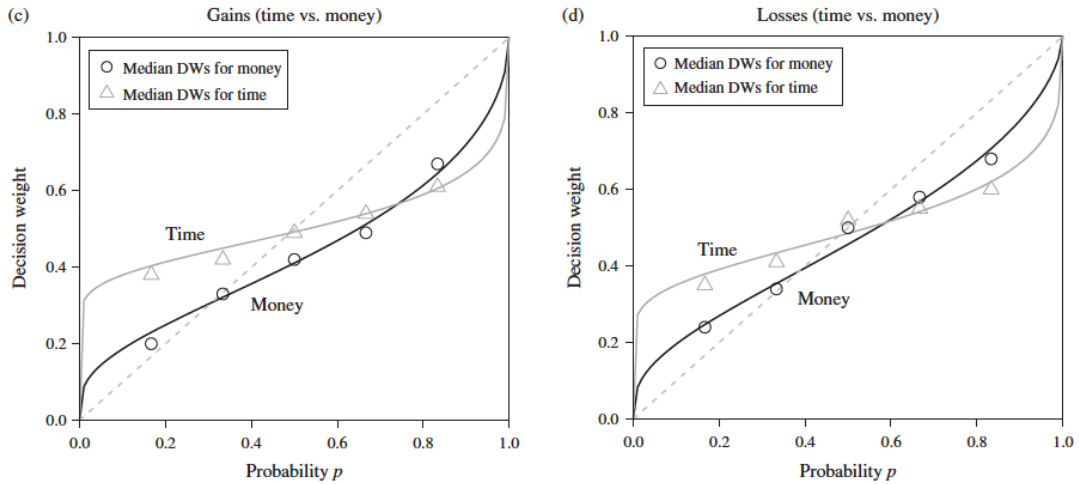 (c)
Gains (time vs. money)
1.0
0.8
0.6
0.4
0.2
0.0
Decision weight
Median DWs for money
Median DWs for time
Time
Money
0.0 0.2 0.4 0.6 0.8 1.0
Probability p
(d)
Losses (time vs. money)
1.0
0.8
0.6
0.4
0.2
0.0
Decision weight
Median DWs for money
Median DWs for time
Time
Money
0.0 0.2 0.4 0.6 0.8 1.0
Probability p